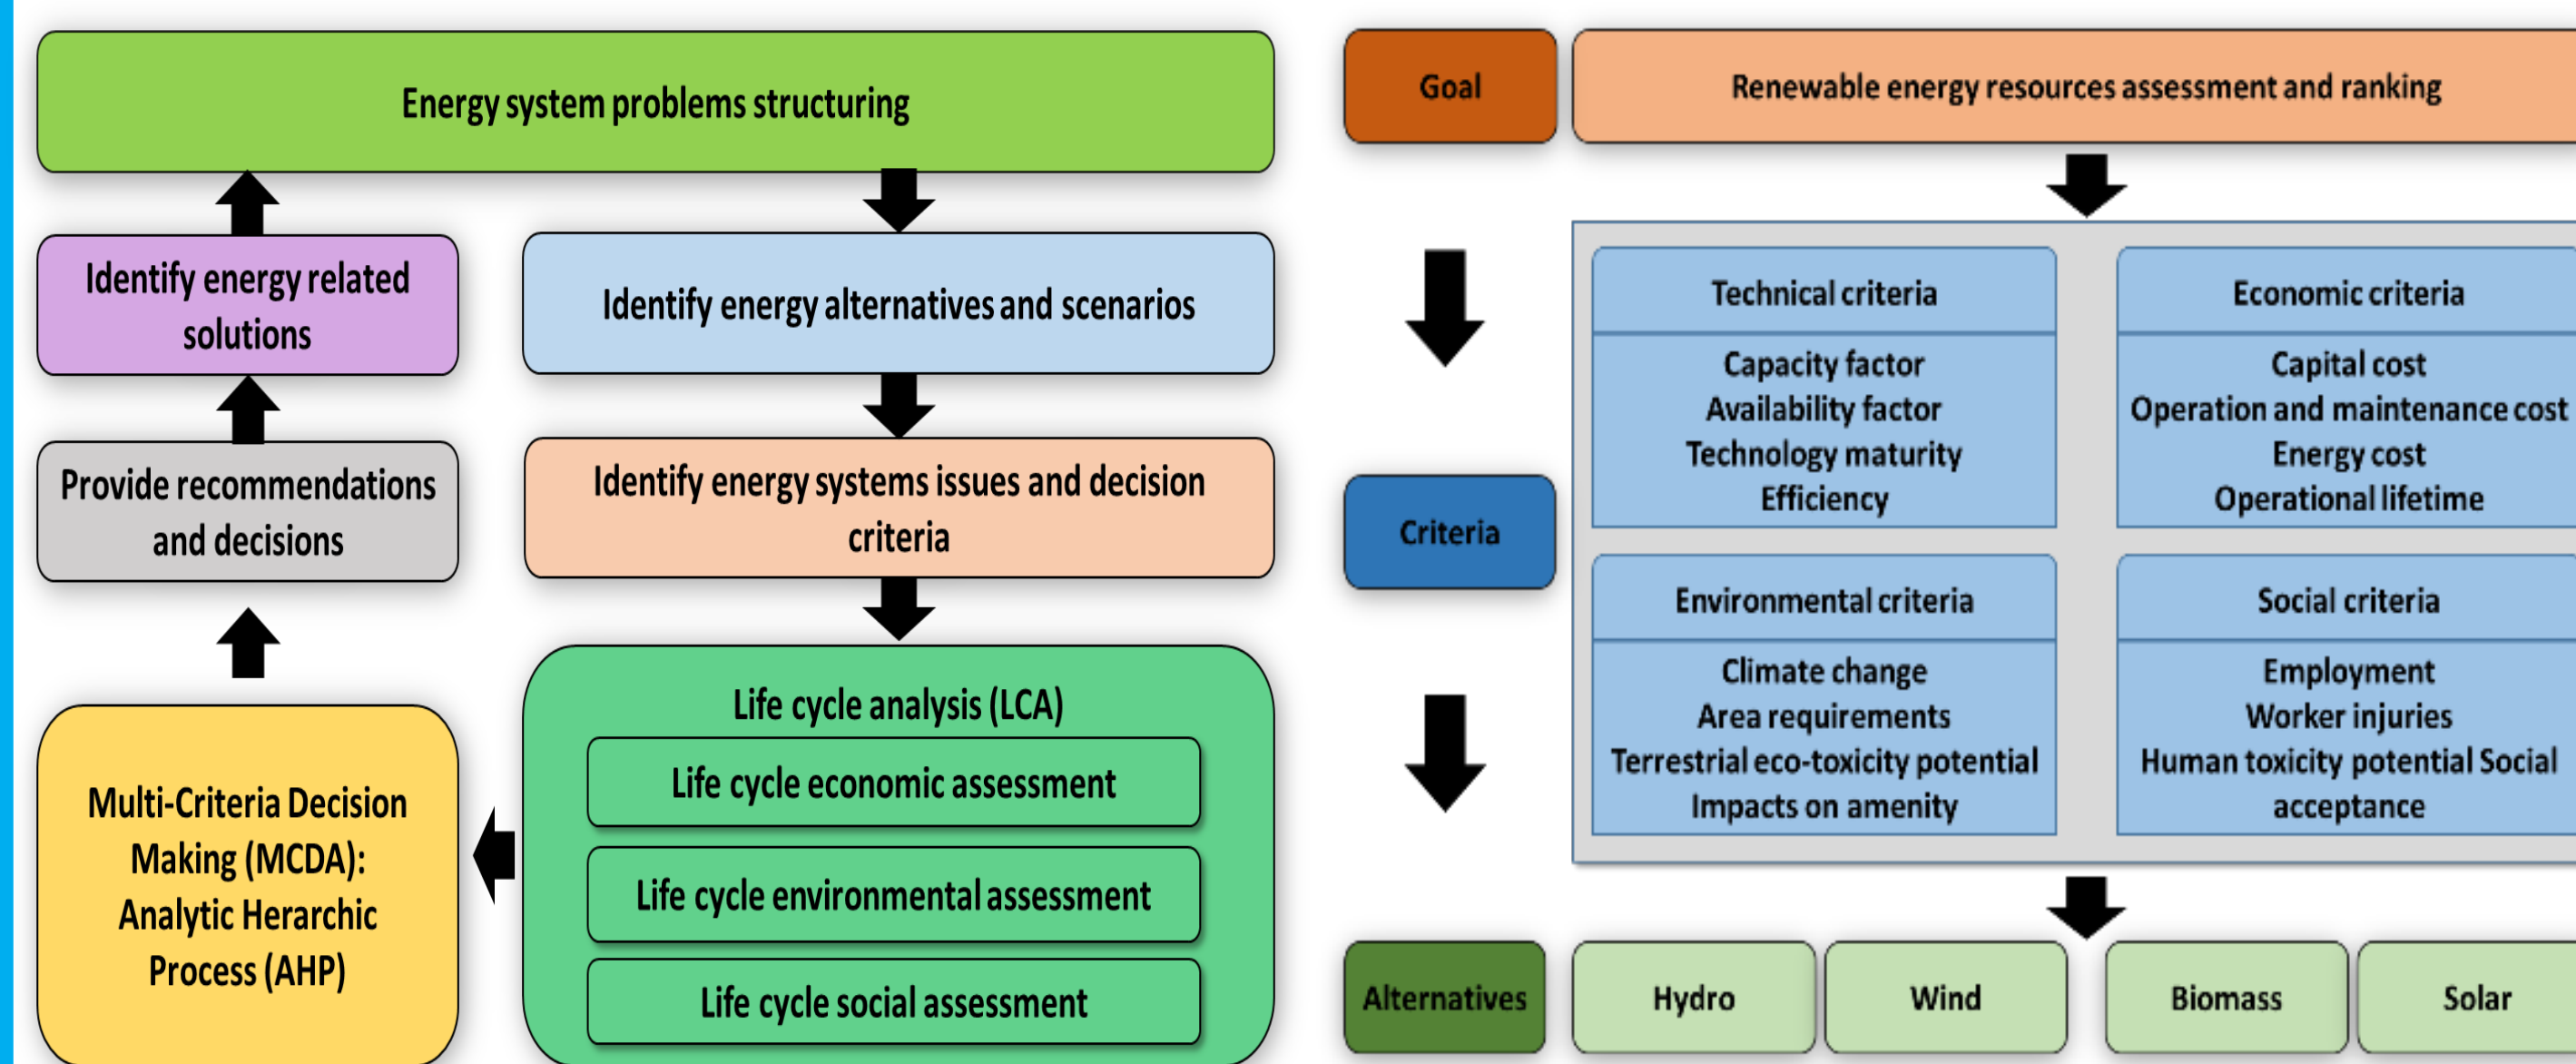 Energy system problems structuring
Identify energy related
solutions
Identify energy alternatives and scenarios
Provide recommendations
and decisions
Identify energy systems issues and decision
criteria
Multi-Criteria Decision
Making (MCDA):
Analytic Herarchic
Process (AHP)
Life cycle analysis (LCA)
Life cycle economic assessment
Life cycle environmental assessment
Life cycle social assessment
Goal
Renewable energy resources assessment and ranking
Criteria
Technical criteria
Capacity factor
Availability factor
Technology maturity
Efficiency
Economic criteria
Capital cost
Operation and maintenance cost
Energy cost
Operational lifetime
Environmental criteria
Climate change
Area requirements
Terrestrial eco-toxicity potential
Impacts on amenity
Social criteria
Employment
Worker injuries
Human toxicity potential Social
acceptance
Alternatives
Hydro
Wind
Biomass
Solar